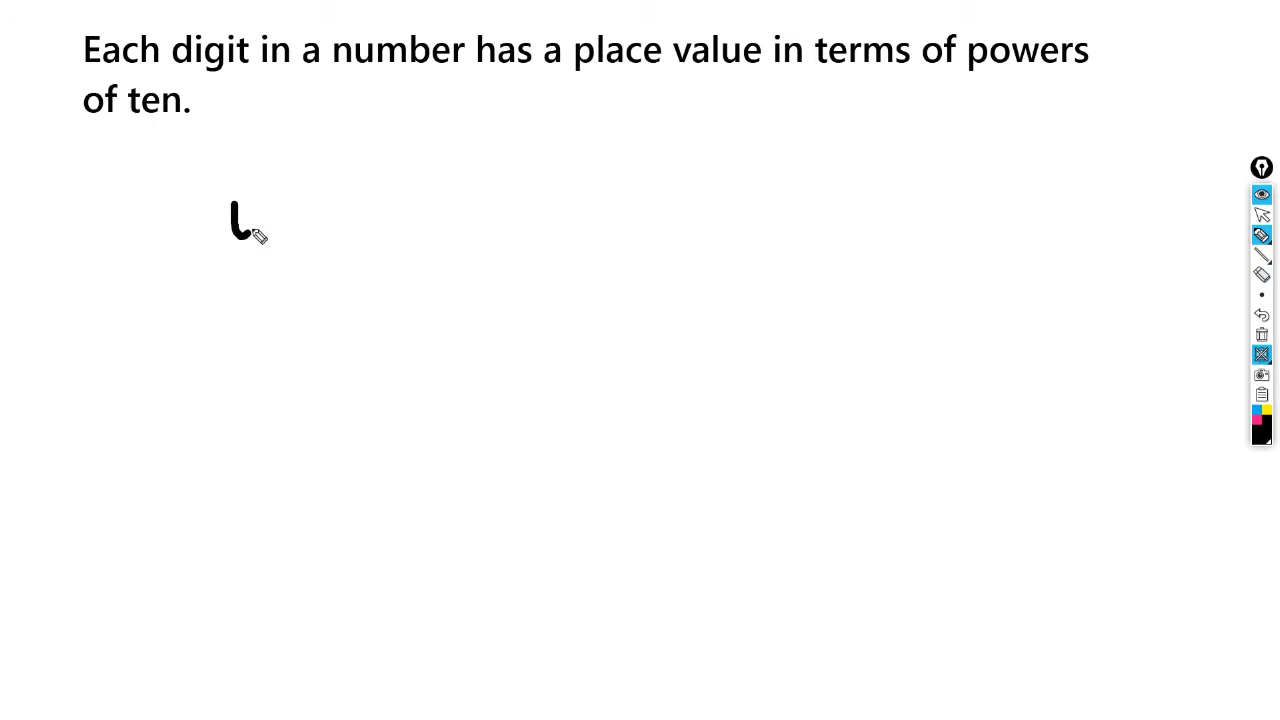 Each digit in a number has a place value in terms of powers
of ten.